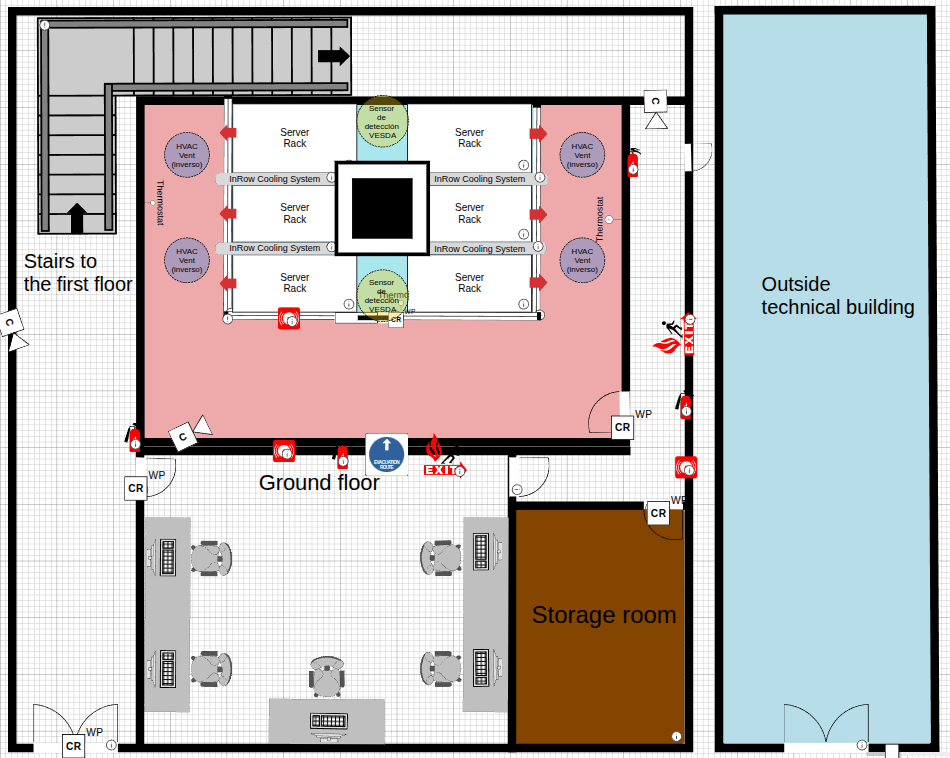 C
Sensor
de
detección
VESDA
HVAC
Vent
(inverso)
Server
Rack
Server
Rack
HVAC
Vent
(inverso)
InRow Cooling System
InRow Cooling System
Thermostat
Server
Rack
Server
Rack
Thermostat
HVAC
Vent
(inverso)
InRow Cooling System
InRow Cooling System
HVAC
Vent
(inverso)
Stairs to
the first floor
Server
Rack
Sensor
de
detección
VESDA
Thermo
Server
Rack
Outside
technical building
C
WP
CR
EXIT
WP
CR
C
EVACUATION
ROUTE
EXIT
WP
CR
Ground floor
WP
CR
Storage room
WP
CR